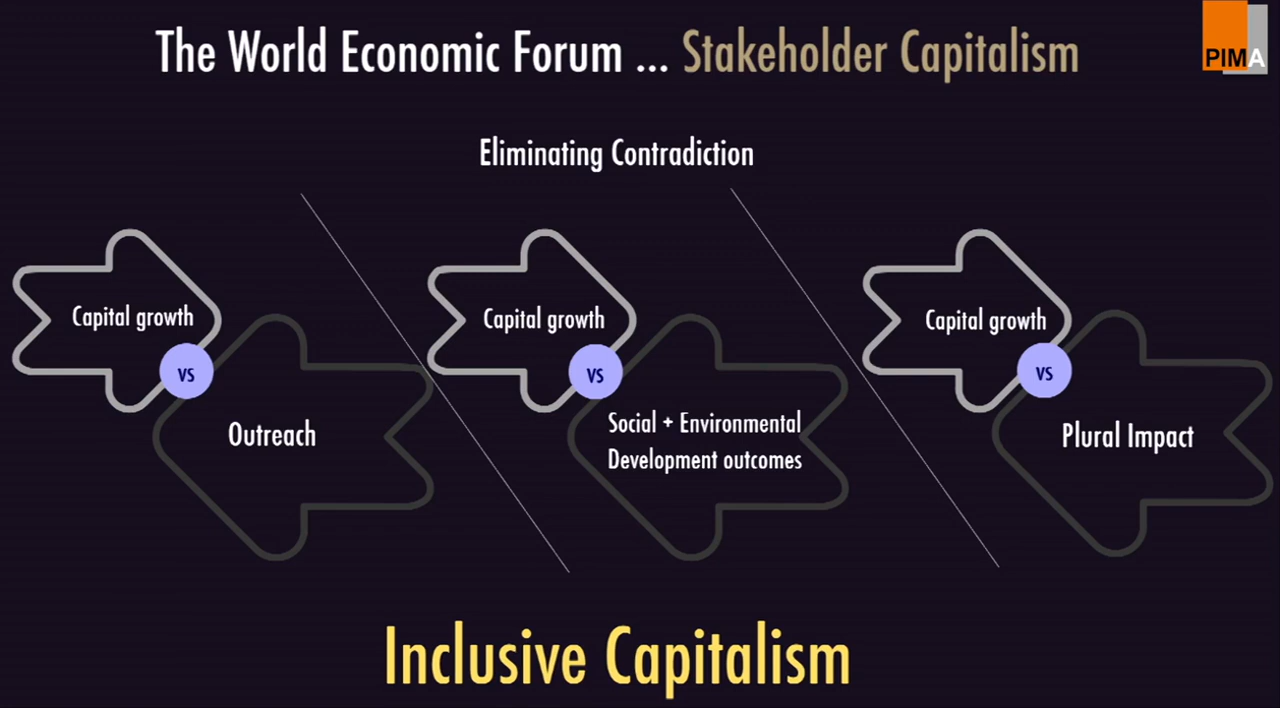 The World Economic Forum ... Stakeholder Capitalism
PIMA
Eliminating Contradiction
Capital growth
vs
Outreach
Capital growth
vs
Social + Environmental
Development outcomes
Capital growth
vs
Plural Impact
Inclusive Capitalism